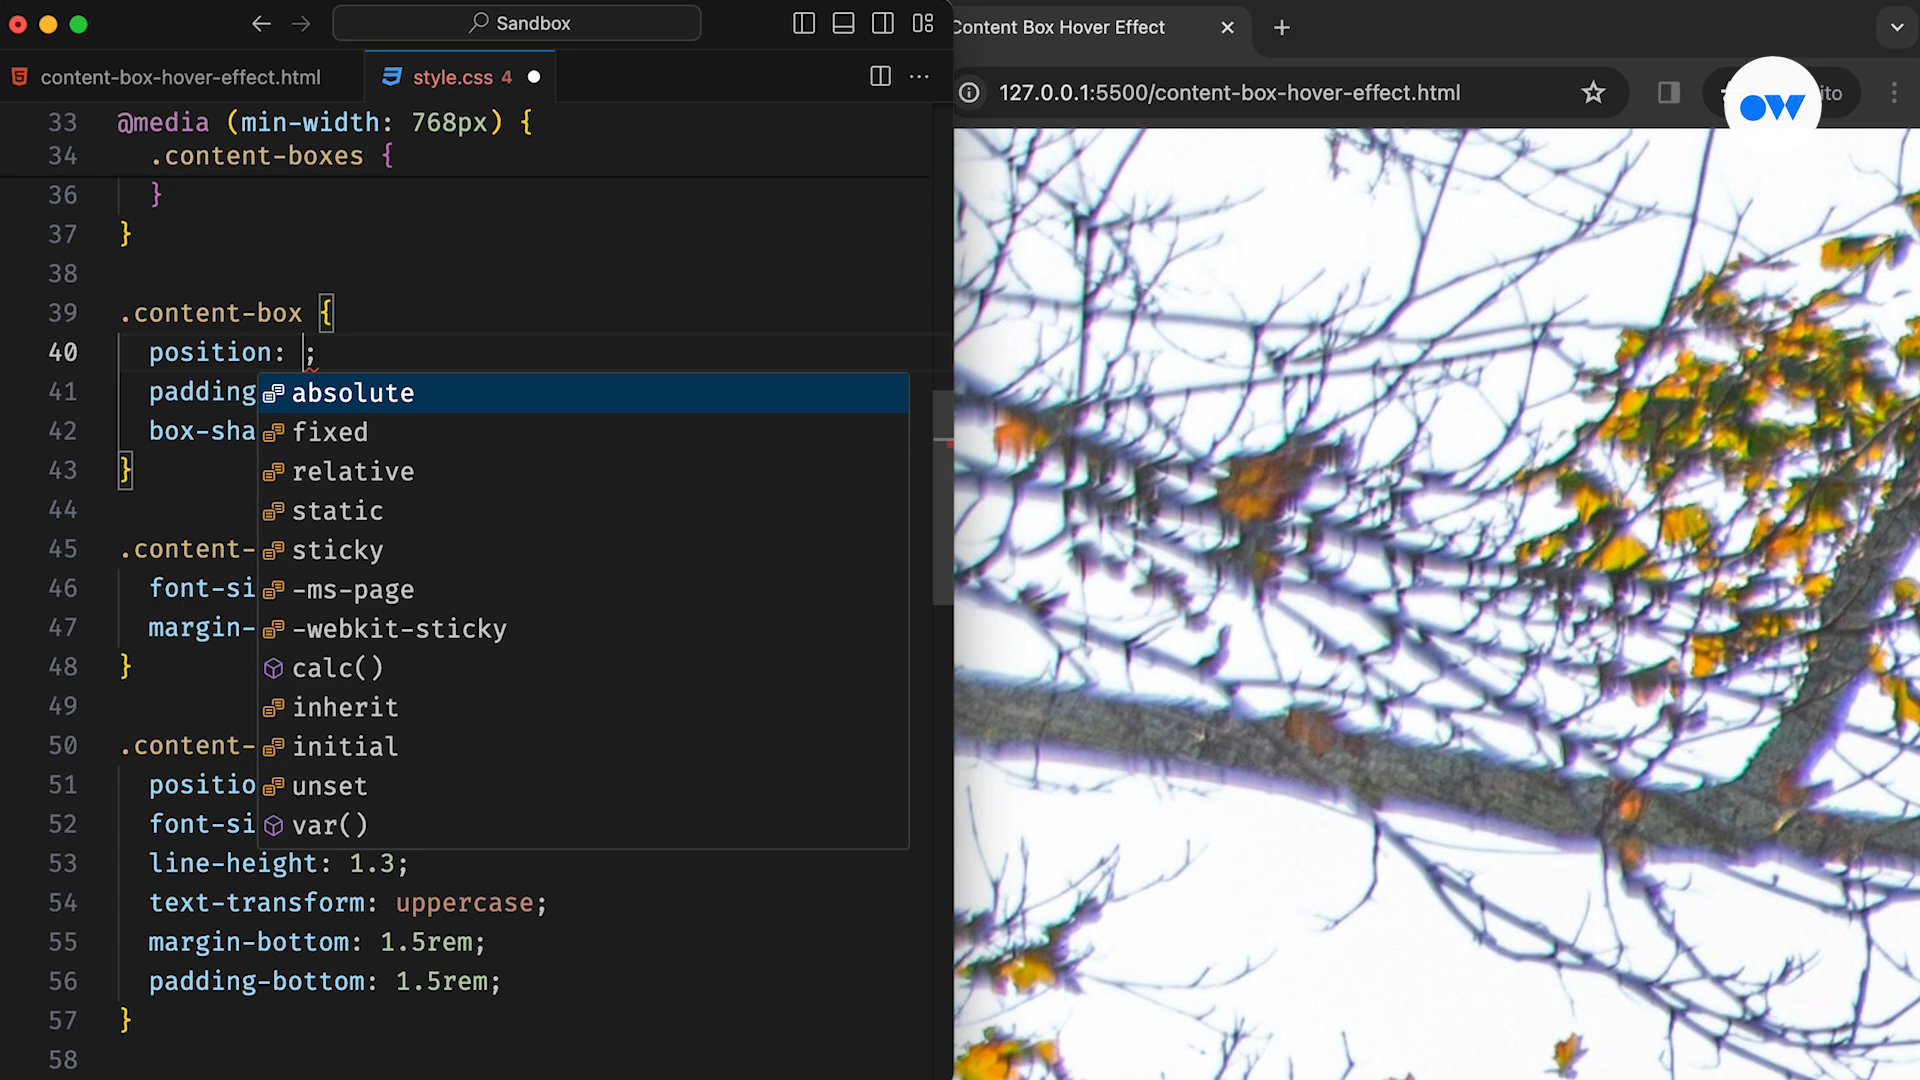 Sandbox
Content Box Hover Effect
content-box-hover-effect.html
style.css 4
127.0.0.1:5500/content-box-hover-effect.html
ow
33 @media (min-width: 768px) {
34 .content-boxes {
36 }
37 }
38
39 .content-box {
40 position: ;
41 padding
42 box-sha
43 }
44
45 .content-
46 font-si
47 margin-
48 }
49
50 .content-
51 positio
52 font-si
53 line-height: 1.3;
54 text-transform: uppercase;
55 margin-bottom: 1.5rem;
56 padding-bottom: 1.5rem;
57 }
58
absolute
fixed
relative
static
sticky
-ms-page
-webkit-sticky
calc()
inherit
initial
unset
var()